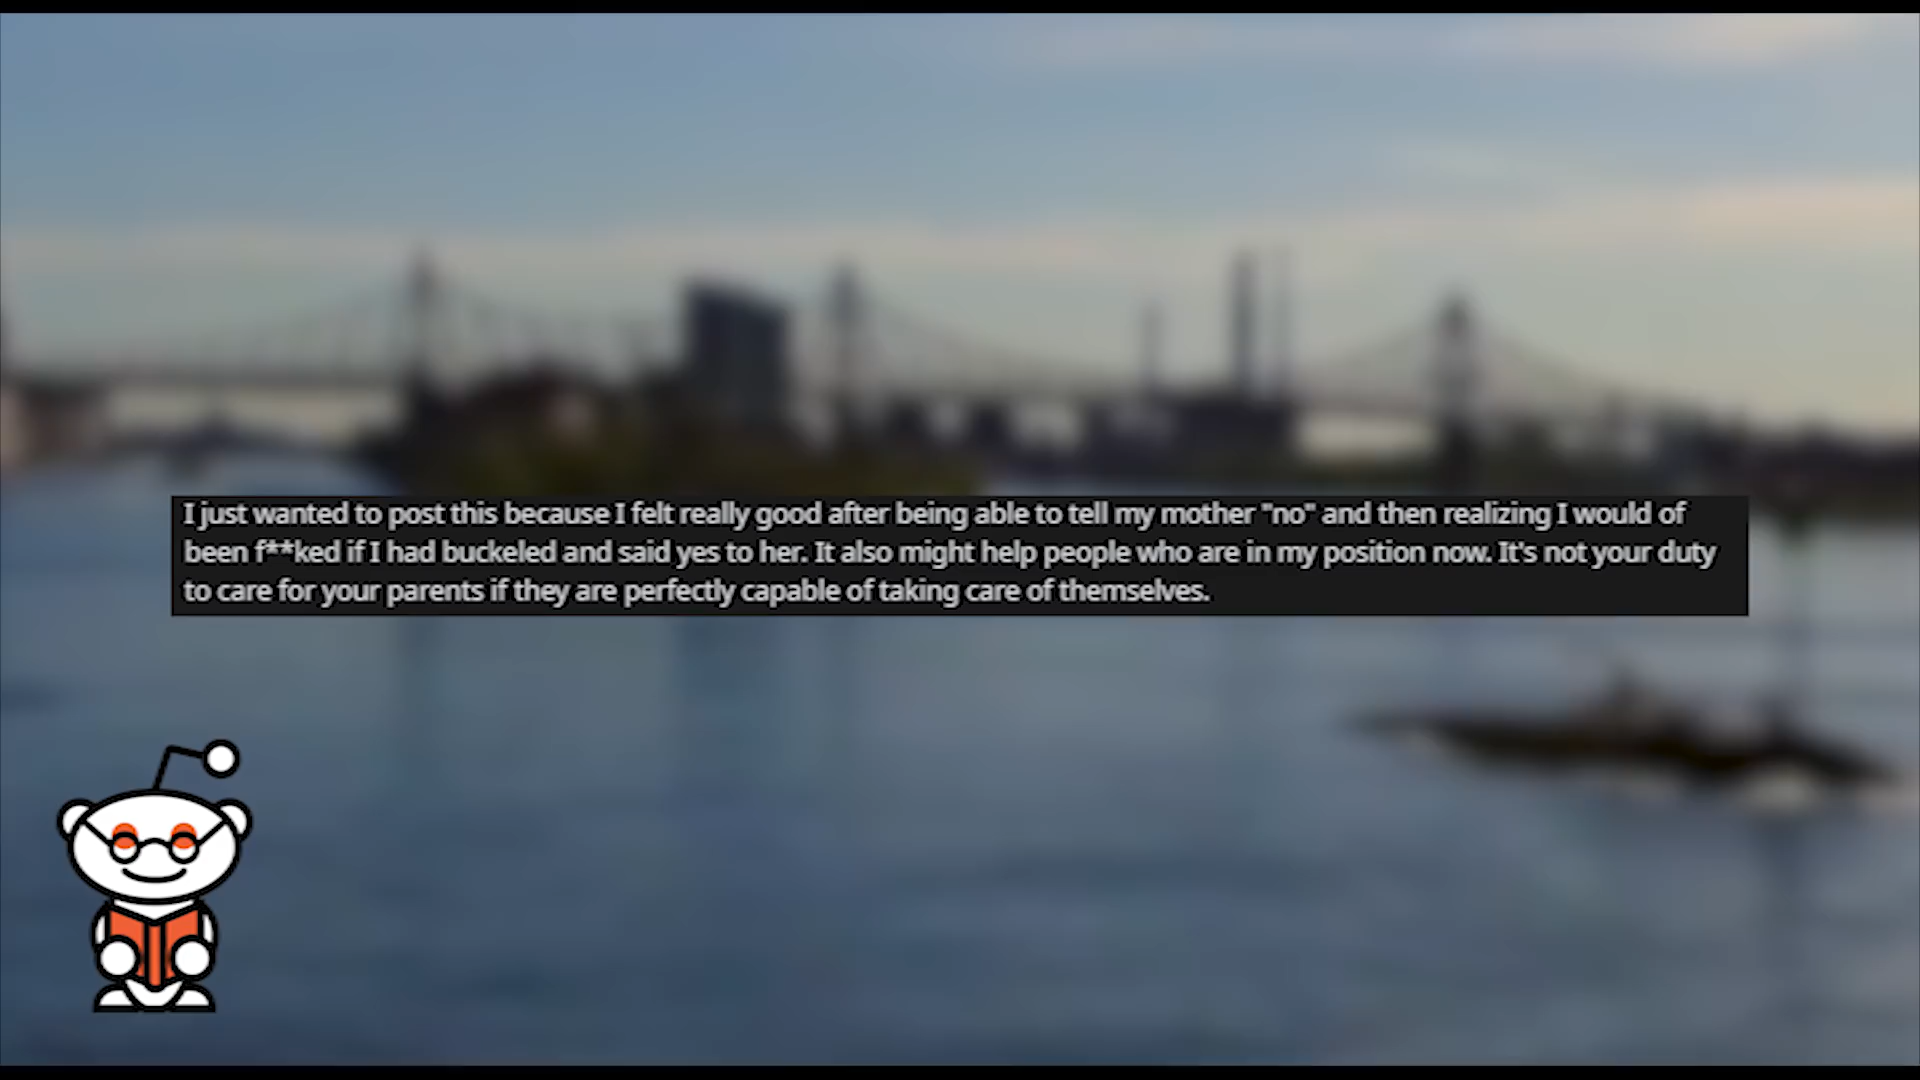 I just wanted to post this because I felt really good after being able to tell my mother "no" and then realizing I would of
been f**ked if I had buckeled and said yes to her. It also might help people who are in my position now. It's not your duty
to care for your parents if they are perfectly capable of taking care of themselves.